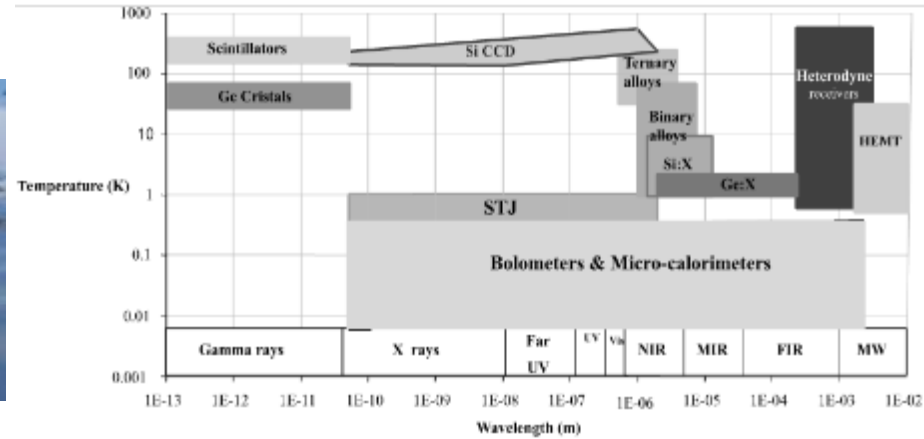 1000
Scintillators
Si CCD
100
Ternary
alloys
Heterodyne
receivers
Ge Cristals
Binary
alloys
10
HEMT
Si:X
Temperature (K)
Ge:X
1
STJ
0.1
Bolometers & Micro-calorimeters
0.01
Gamma rays
X rays
Far
UV
UV
Vis
NIR
MIR
FIR
MW
0.001
1E-13 1E-12 1E-11 1E-10 1E-09 1E-08 1E-07 1E-06 1E-05 1E-04 1E-03 1E-02
Wavelength (m)